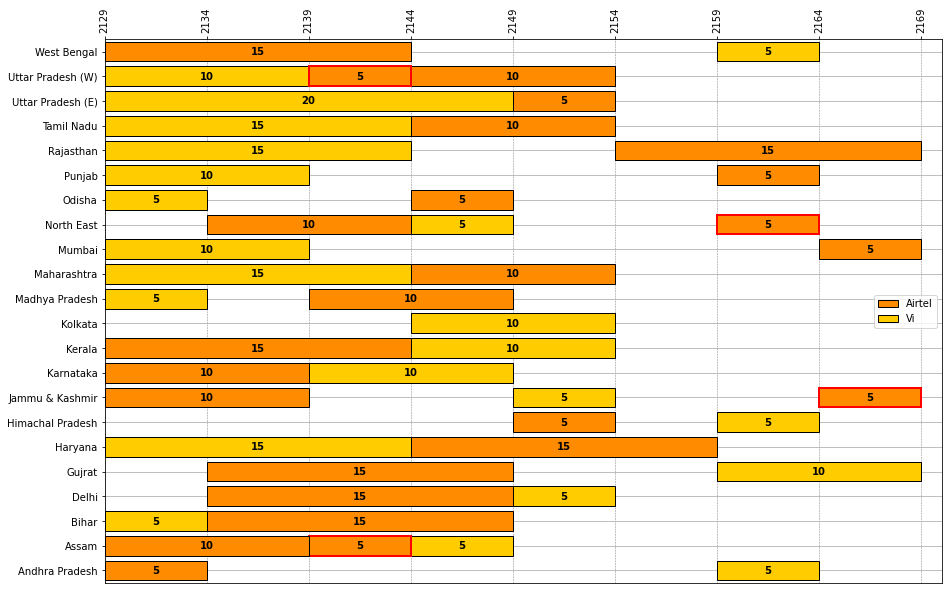 2129 2134 2139 2144 2149 2154 2159 2164 2169
West Bengal 15 5
Uttar Pradesh (W) 10 5 10
Uttar Pradesh (E) 20 5
Tamil Nadu 15 10
Rajasthan 15 15
Punjab 10 5
Odisha 5 5
North East 10 5 5
Mumbai 10 5
Maharashtra 15 10
Madhya Pradesh 5 10
Airtel
Vi
Kolkata 10
Kerala 15 10
Karnataka 10 10
Jammu & Kashmir 10 5 5
Himachal Pradesh 5 5
Haryana 15 15
Gujrat 15 10
Delhi 15 5
Bihar 5 15
Assam 10 5 5
Andhra Pradesh 5 5